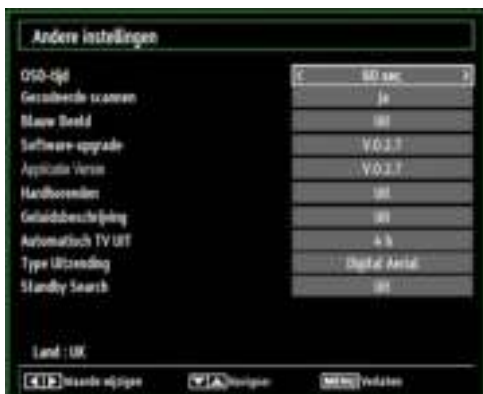 Andere instellingen
OSD-tijd < 60 sec >
Gecodeerde scannen Ja
Blauw Beeld Uit
Software-upgrade V.0.2.7
Applicatie Versie V.0.2.7
Hardhorenden Uit
Geluidsbeschrijving Uit
Automatisch TV UIT 4 h
Type Uitzending Digital Aerial
Standby Search Uit
Land : UK
Waarde wijzigen Navigeer MENU Verlaten